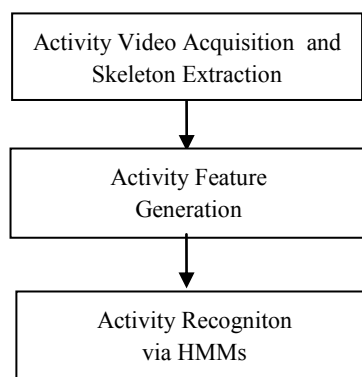 Activity Video Acquisition and
Skeleton Extraction
Activity Feature
Generation
Activity Recogniton
via HMMs